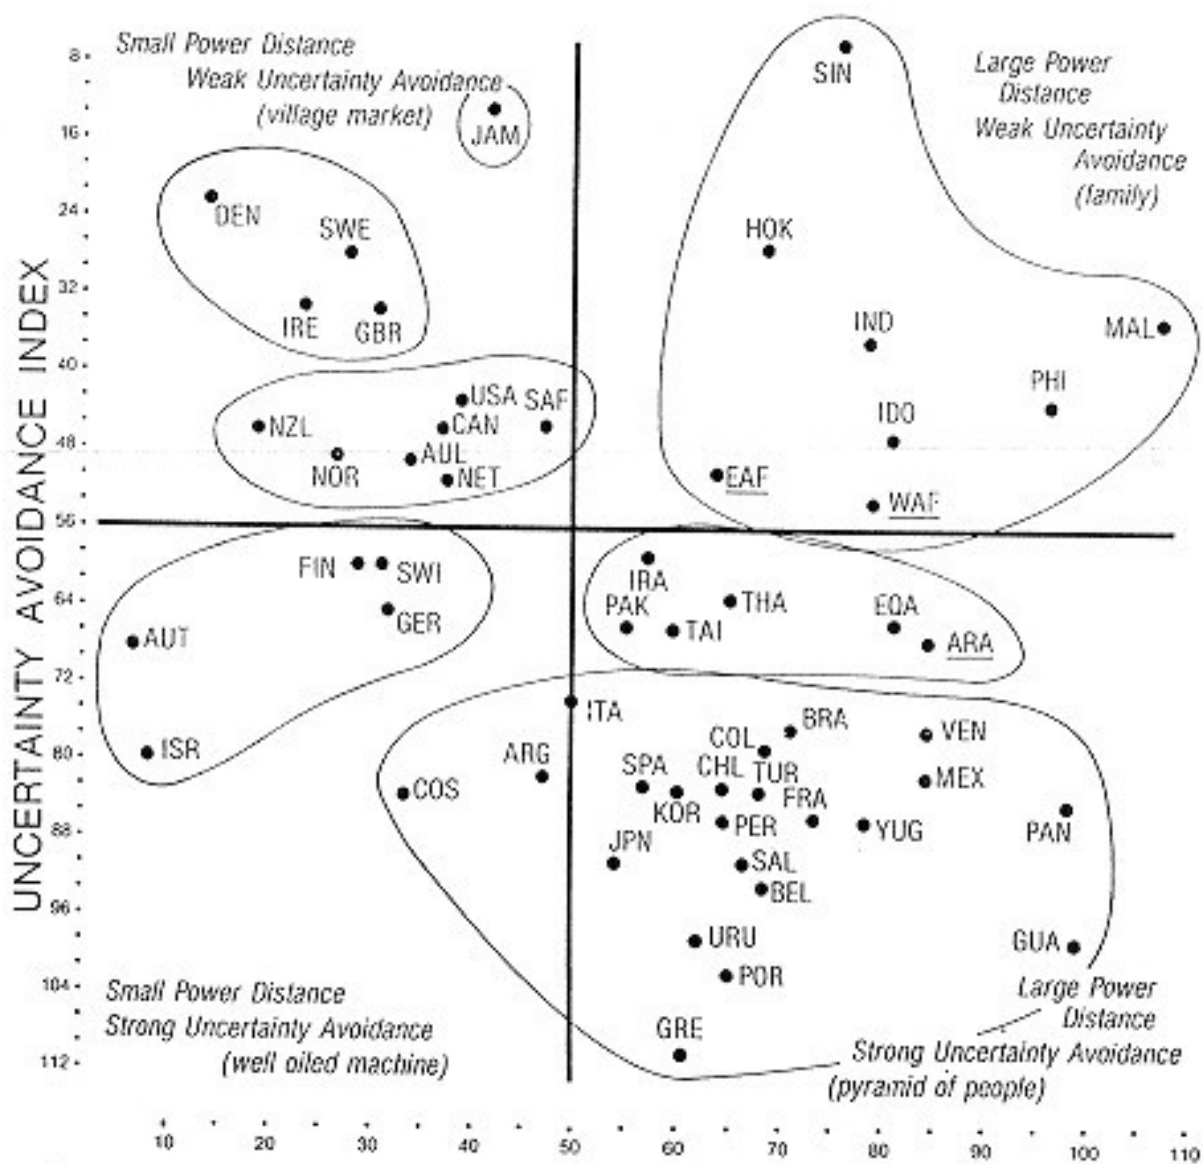 Small Power Distance
Weak Uncertainty Avoidance
(village market)
Large Power
Distance
Weak Uncertainty
Avoidance
(family)
UNCERTAINTY AVOIDANCE INDEX
8
16
24
32
40
48
56
64
72
80
88
96
104
112
SIN
JAM
DEN
SWE
HOK
IRE
GBR
IND
MAL
PHI
USA
SAF
NZL
CAN
IDO
NOR
AUL
NET
EAF
WAF
FIN
SWI
IRA
GER
PAK
THA
EQA
AUT
TAI
ARA
ISR
ITA
BRA
VEN
ARG
COL
COS
SPA
CHL
TUR
MEX
KOR
FRA
PER
YUG
PAN
JPN
SAL
BEL
URU
GUA
POR
GRE
Small Power Distance
Strong Uncertainty Avoidance
(well oiled machine)
Large Power
Distance
Strong Uncertainty Avoidance
(pyramid of people)
10 20 30 40 50 60 70 80 90 100 110